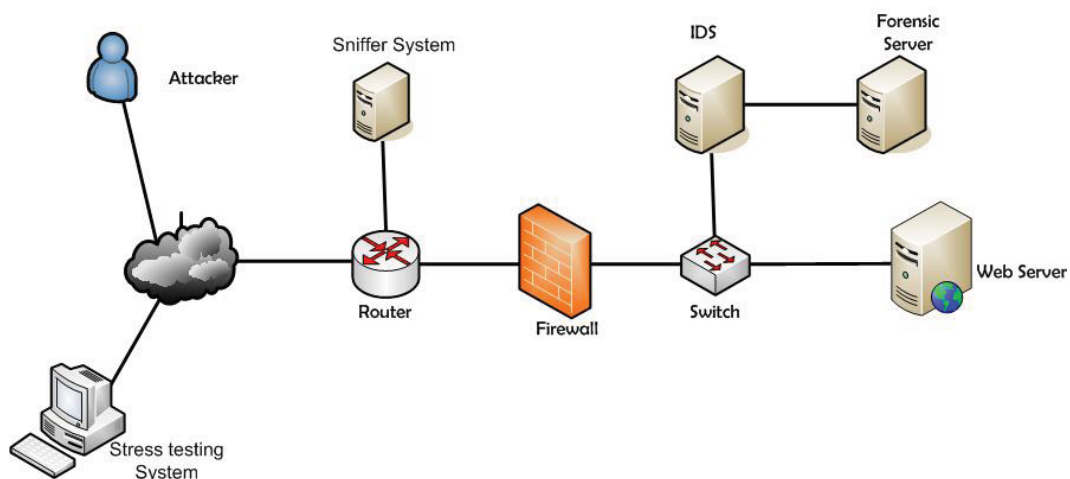 Attacker
Sniffer System
IDS
Forensic
Server
Router
Firewall
Switch
Web Server
Stress testing
System